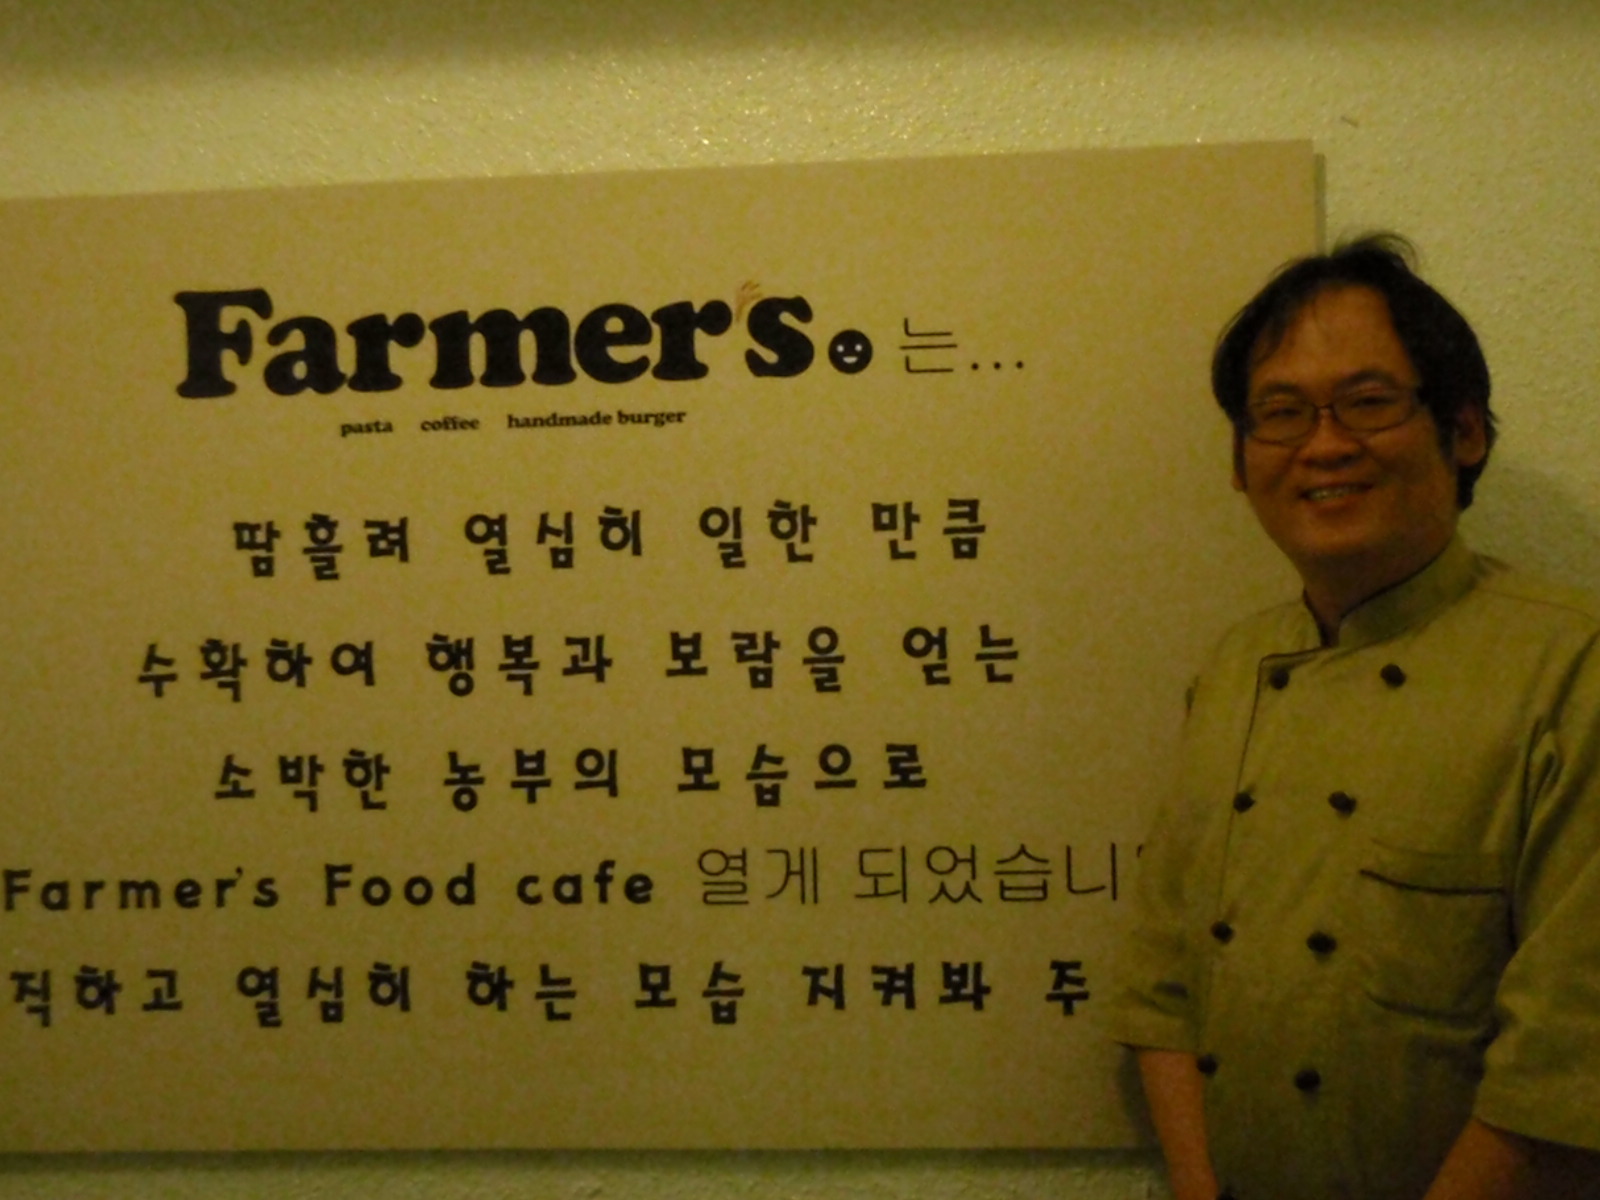 Farmer's 는...
pasta coffee handmade burger
땀흘려 열심히 일한 만큼
수확하여 행복과 보람을 얻는
소박한 농부의 모습으로
Farmer's Food cafe 열게 되었습니
직하고 열심히 하는 모습 지켜봐 주